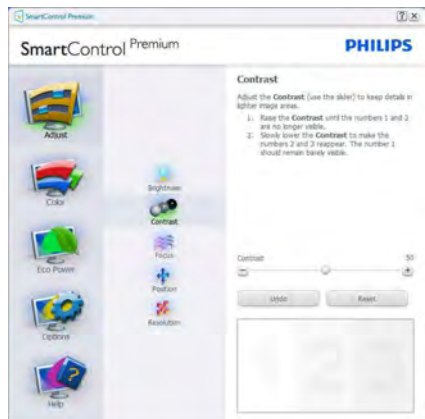 SmartControl Premium
SmartControl Premium
PHILIPS
Adjust
Color
Eco Power
Options
Help
Brightness
Contrast
Focus
Position
Resolution
Contrast
Adjust the Contrast (use the slider) to keep details in
lighter image areas.
1. Raise the Contrast until the numbers 1 and 2
are no longer visible.
2. Slowly lower the Contrast to make the
numbers 2 and 3 reappear. The number 1
should remain barely visible.
Contrast
50
Undo
Reset
1 2 3